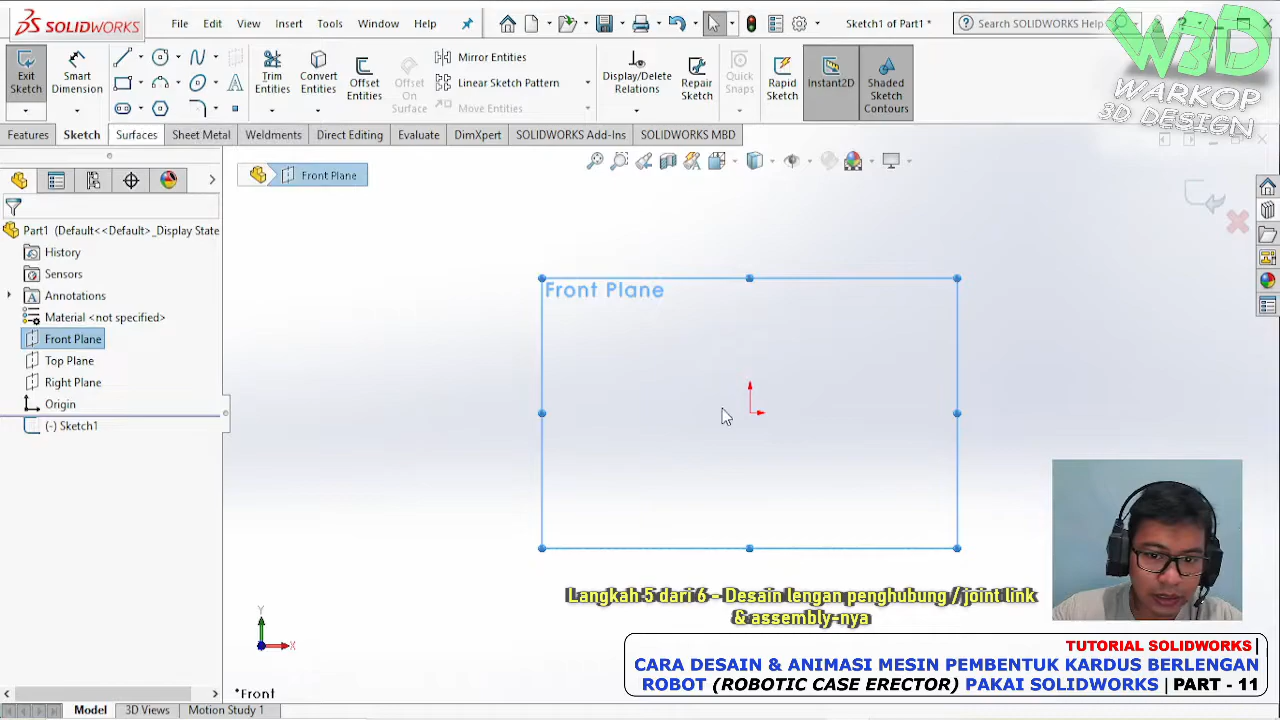 SOLIDWORKS
File
Edit
View
Insert
Tools
Window
Help
Sketch1 of Part1 *
Search SOLIDWORKS Help
W3D
WARKOP
3D DESIGN
Exit
Sketch
Smart
Dimension
Trim
Entities
Convert
Entities
Offset
Entities
Offset
On
Surface
Mirror Entities
Linear Sketch Pattern
Move Entities
Display/Delete
Relations
Repair
Sketch
Quick
Snaps
Rapid
Sketch
Instant2D
Shaded
Sketch
Contours
Features
Sketch
Surfaces
Sheet Metal
Weldments
Direct Editing
Evaluate
DimXpert
SOLIDWORKS Add-Ins
SOLIDWORKS MBD
Front Plane
Part1 (Default<<Default>_Display State
History
Sensors
Annotations
Material <not specified>
Front Plane
Top Plane
Right Plane
Origin
(-) Sketch1
Front Plane
Y
X
*Front
Langkah 5 dari 6 - Desain lengan penghubung / joint link
& assembly-nya
TUTORIAL SOLIDWORKS |
CARA DESAIN & ANIMASI MESIN PEMBENTUK KARDUS BERLENGAN
ROBOT (ROBOTIC CASE ERECTOR) PAKAI SOLIDWORKS | PART - 11
Model
3D Views
Motion Study 1